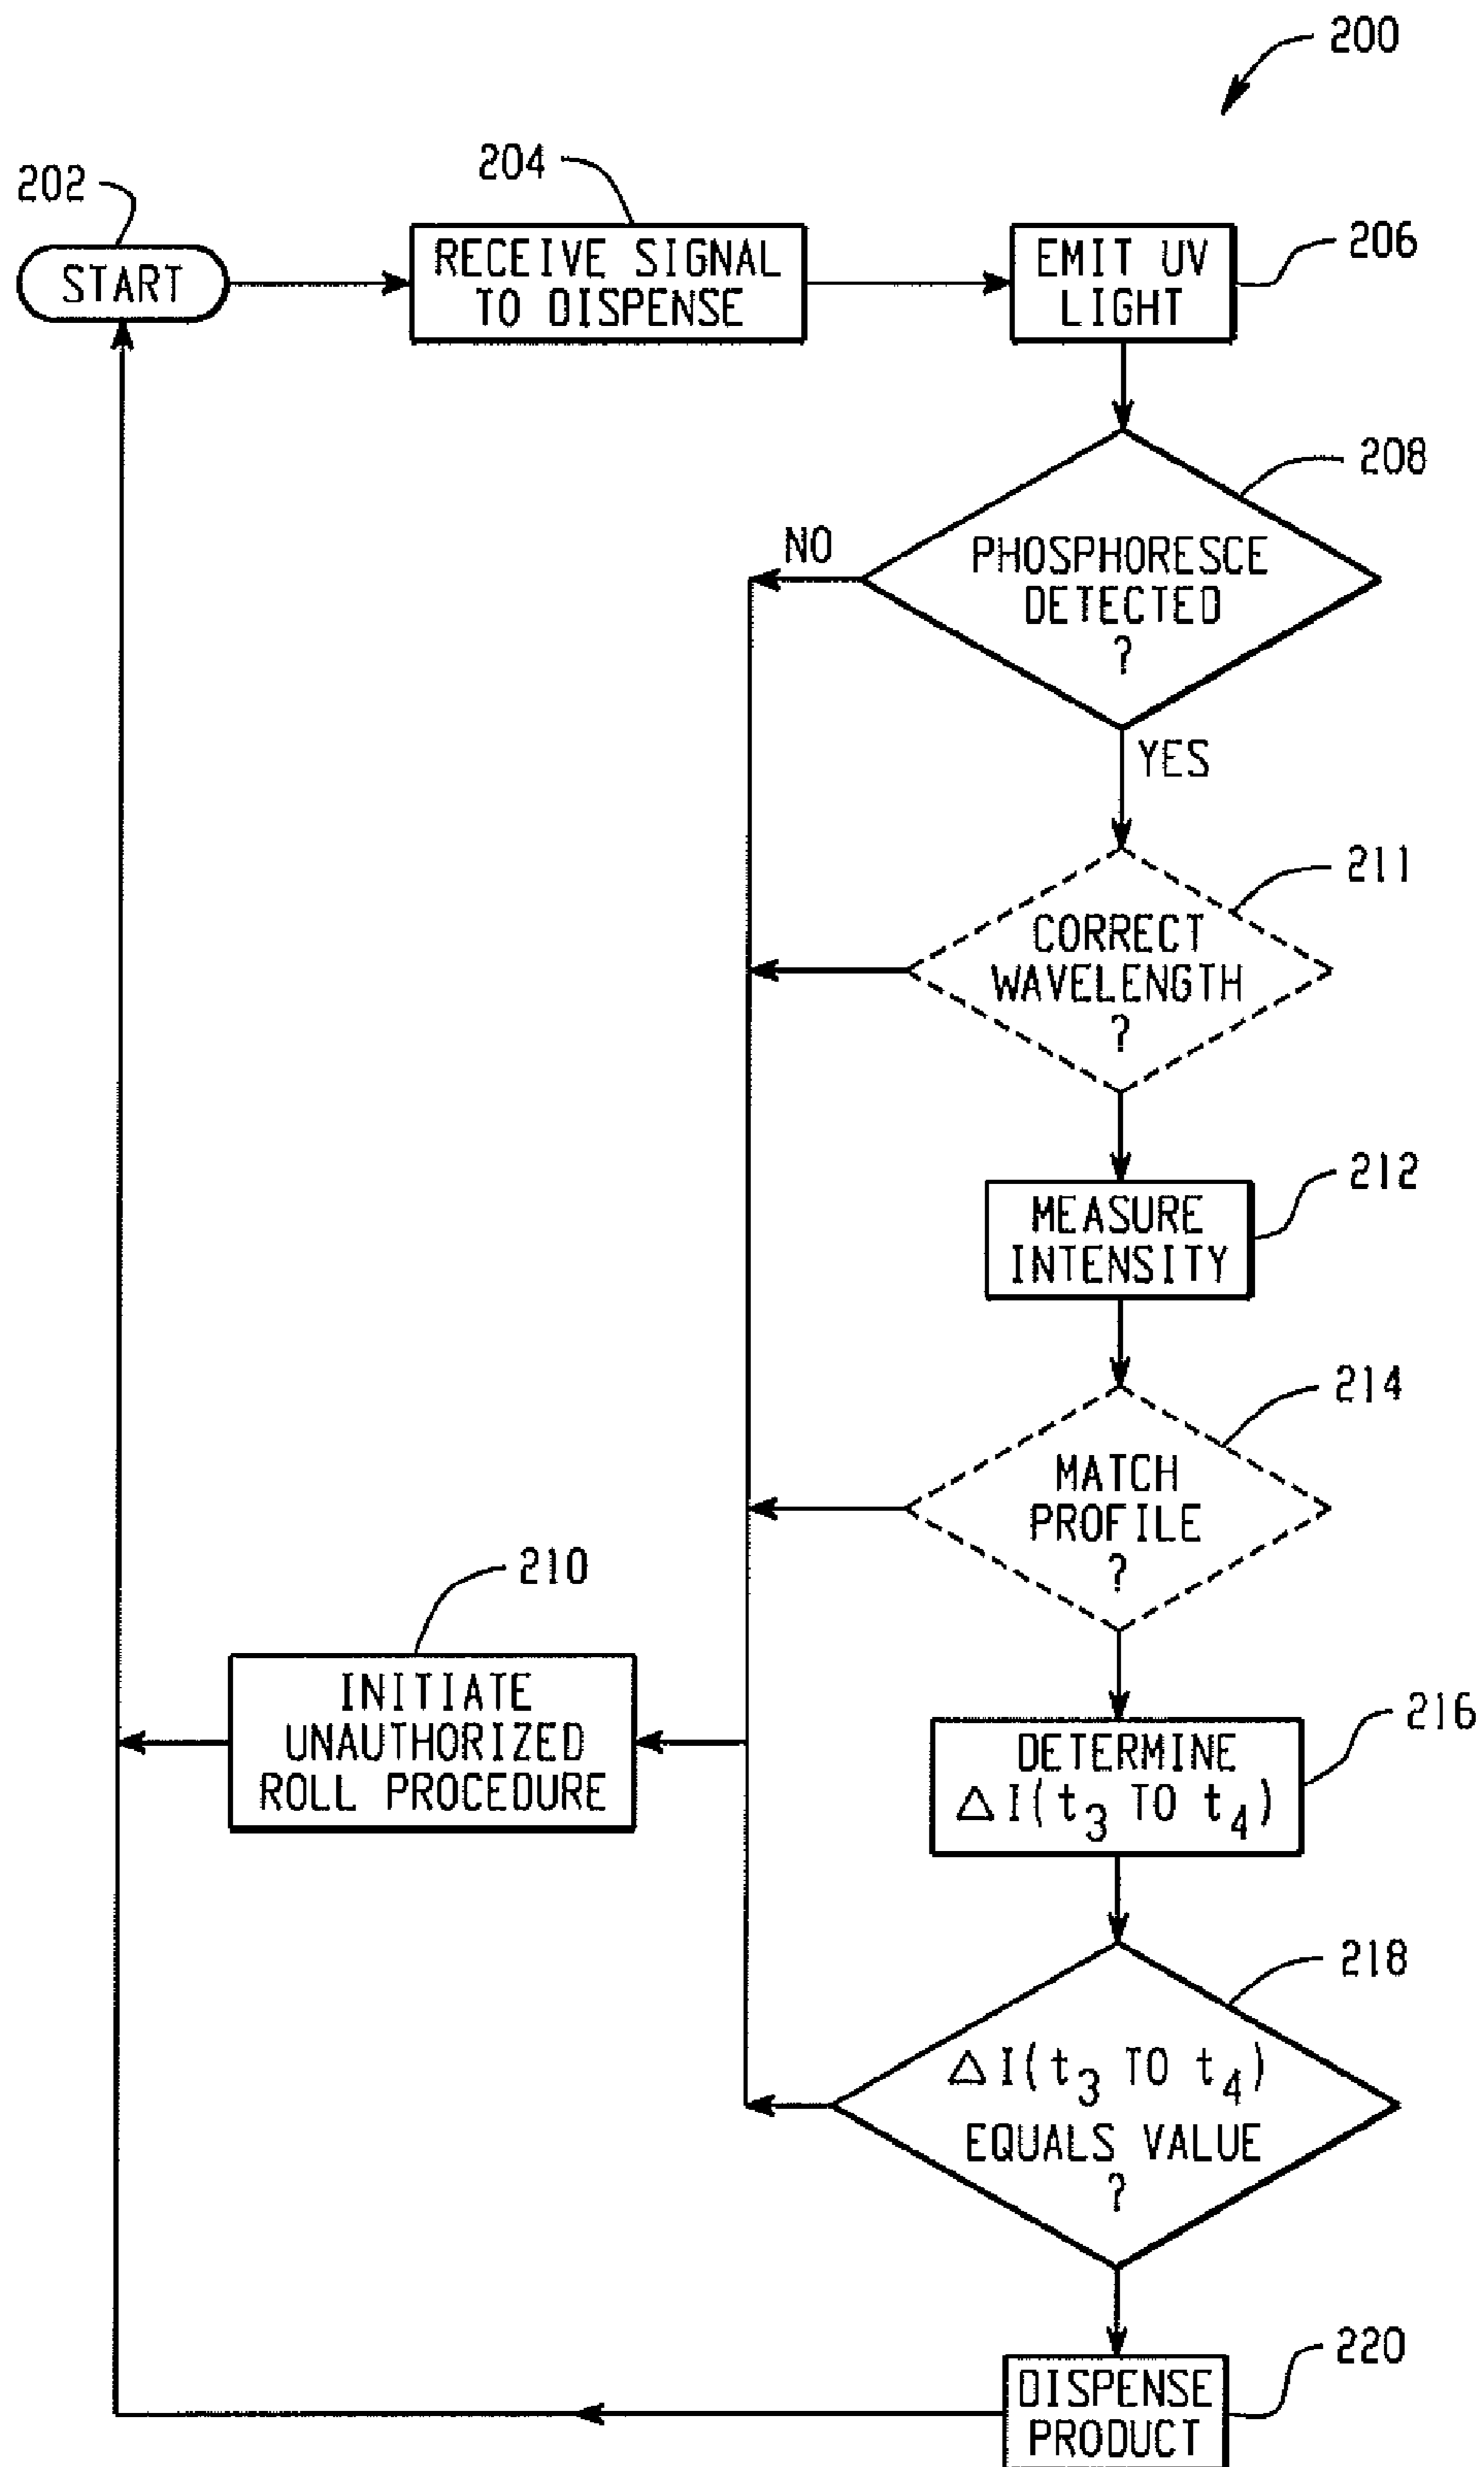 200
202
START
204
RECEIVE SIGNAL
TO DISPENSE
EMIT UV
LIGHT
206
208
PHOSPHORESCE
DETECTED
?
NO
YES
211
CORRECT
WAVELENGTH
?
212
MEASURE
INTENSITY
214
MATCH
PROFILE
?
210
INITIATE
UNAUTHORIZED
ROLL PROCEDURE
216
DETERMINE
△I(t₃ TO t₄)
218
△I(t₃ TO t₄)
EQUALS VALUE
?
220
DISPENSE
PRODUCT